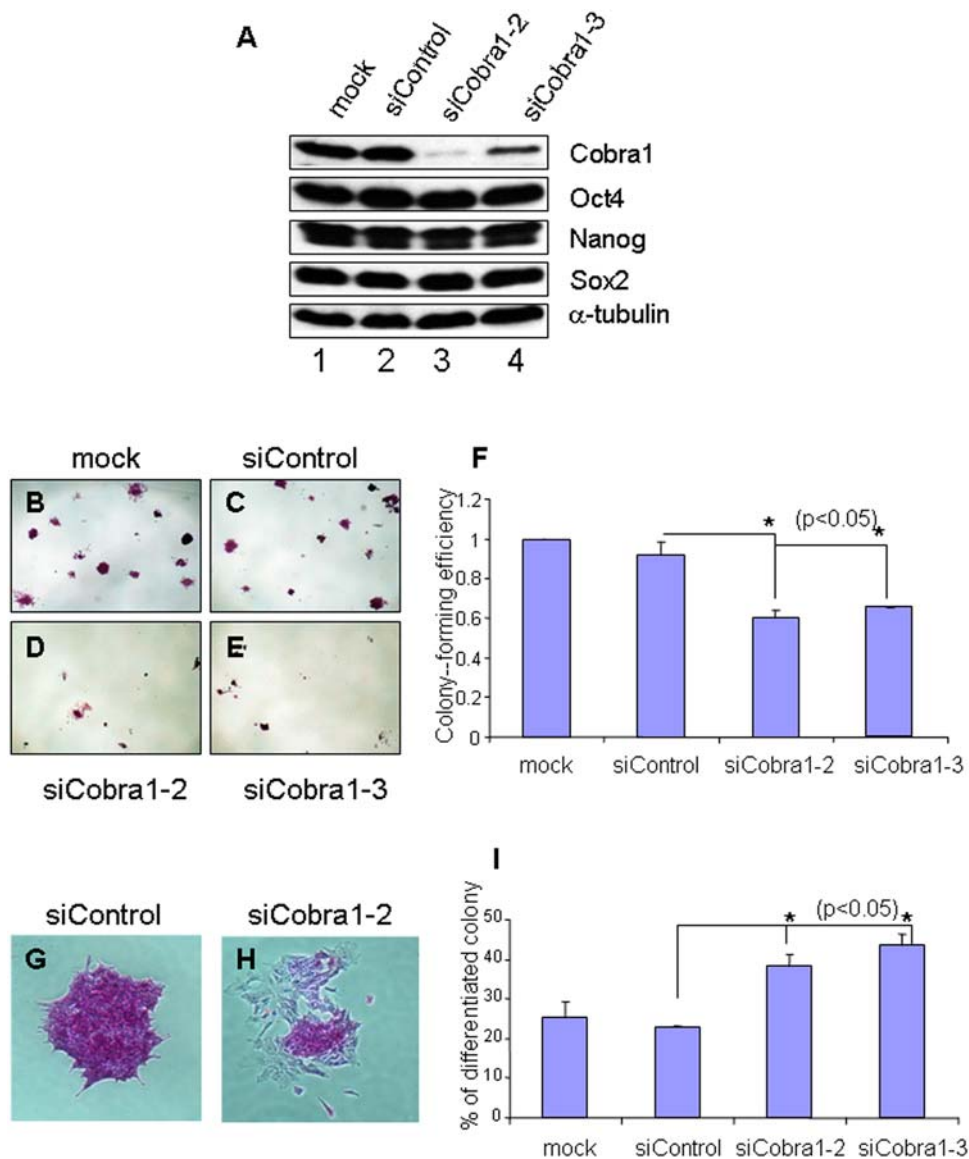 A
mock
siControl
siCobra1-2
siCobra1-3
Cobra1
Oct4
Nanog
Sox2
α-tubulin
1 2 3 4
mock siControl
B C
D E
siCobra1-2 siCobra1-3
F
Colony--forming efficiency
1.2
1
0.8
0.6
0.4
0.2
0
* (p<0.05) *
mock siControl siCobra1-2 siCobra1-3
siControl siCobra1-2
G H
I
% of differentiated colony
50
40
30
20
10
0
* (p<0.05) *
mock siControl siCobra1-2 siCobra1-3